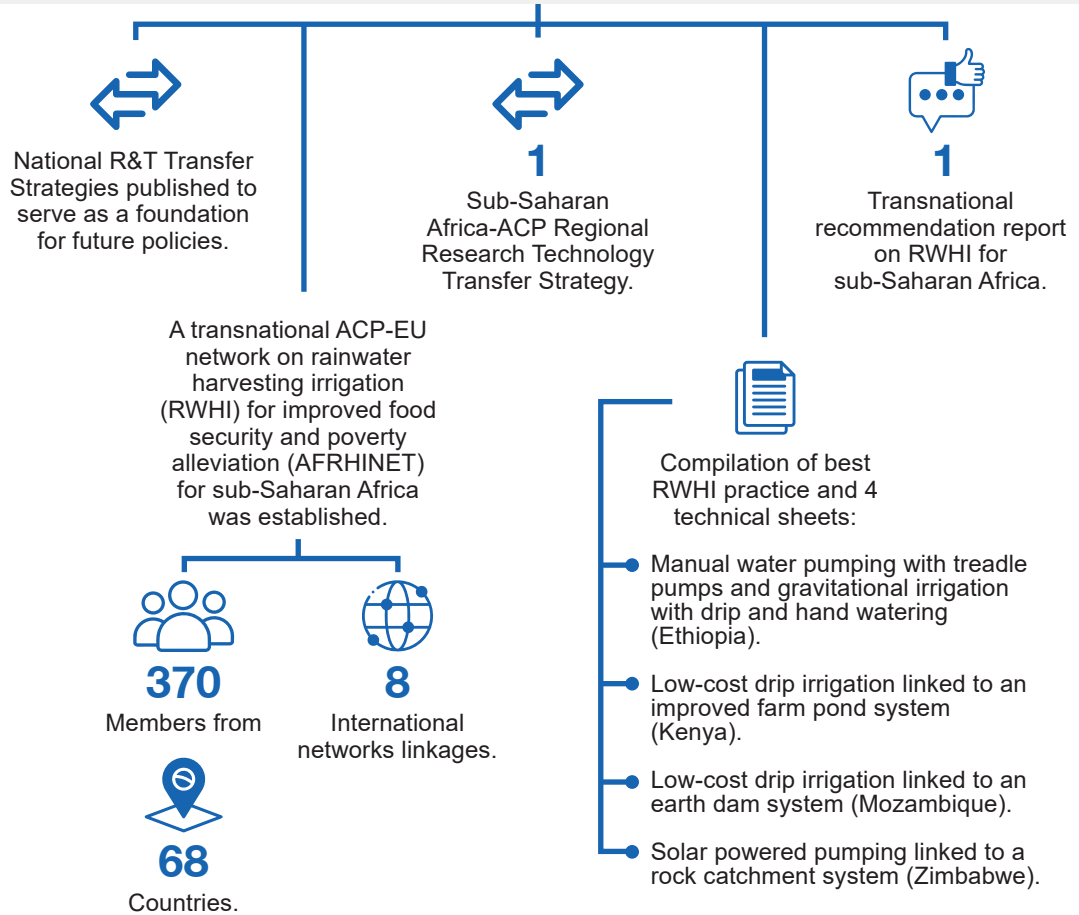 National R&T Transfer
Strategies published to
serve as a foundation
for future policies.
1
Sub-Saharan
Africa-ACP Regional
Research Technology
Transfer Strategy.
1
Transnational
recommendation report
on RWHI for
sub-Saharan Africa.
A transnational ACP-EU
network on rainwater
harvesting irrigation
(RWHI) for improved food
security and poverty
alleviation (AFRHINET)
for sub-Saharan Africa
was established.
370
Members from
68
Countries.
8
International
networks linkages.
Compilation of best
RWHI practice and 4
technical sheets:
Manual water pumping with treadle
pumps and gravitational irrigation
with drip and hand watering
(Ethiopia).
Low-cost drip irrigation linked to an
improved farm pond system
(Kenya).
Low-cost drip irrigation linked to an
earth dam system (Mozambique).
Solar powered pumping linked to a
rock catchment system (Zimbabwe).